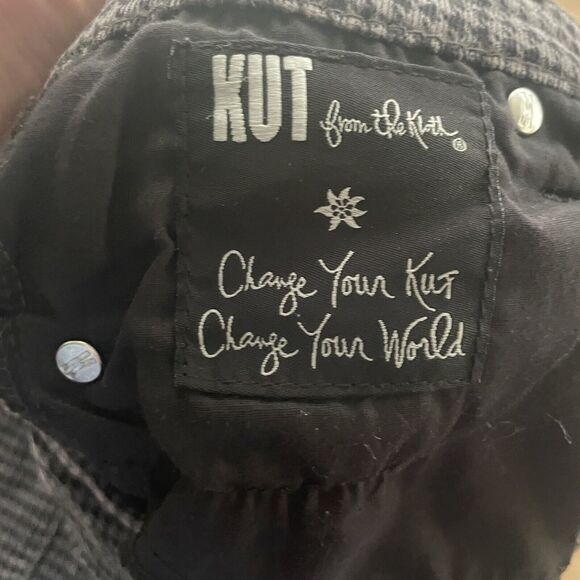 KUT from the Kloth®
Change Your Kut
Change Your World